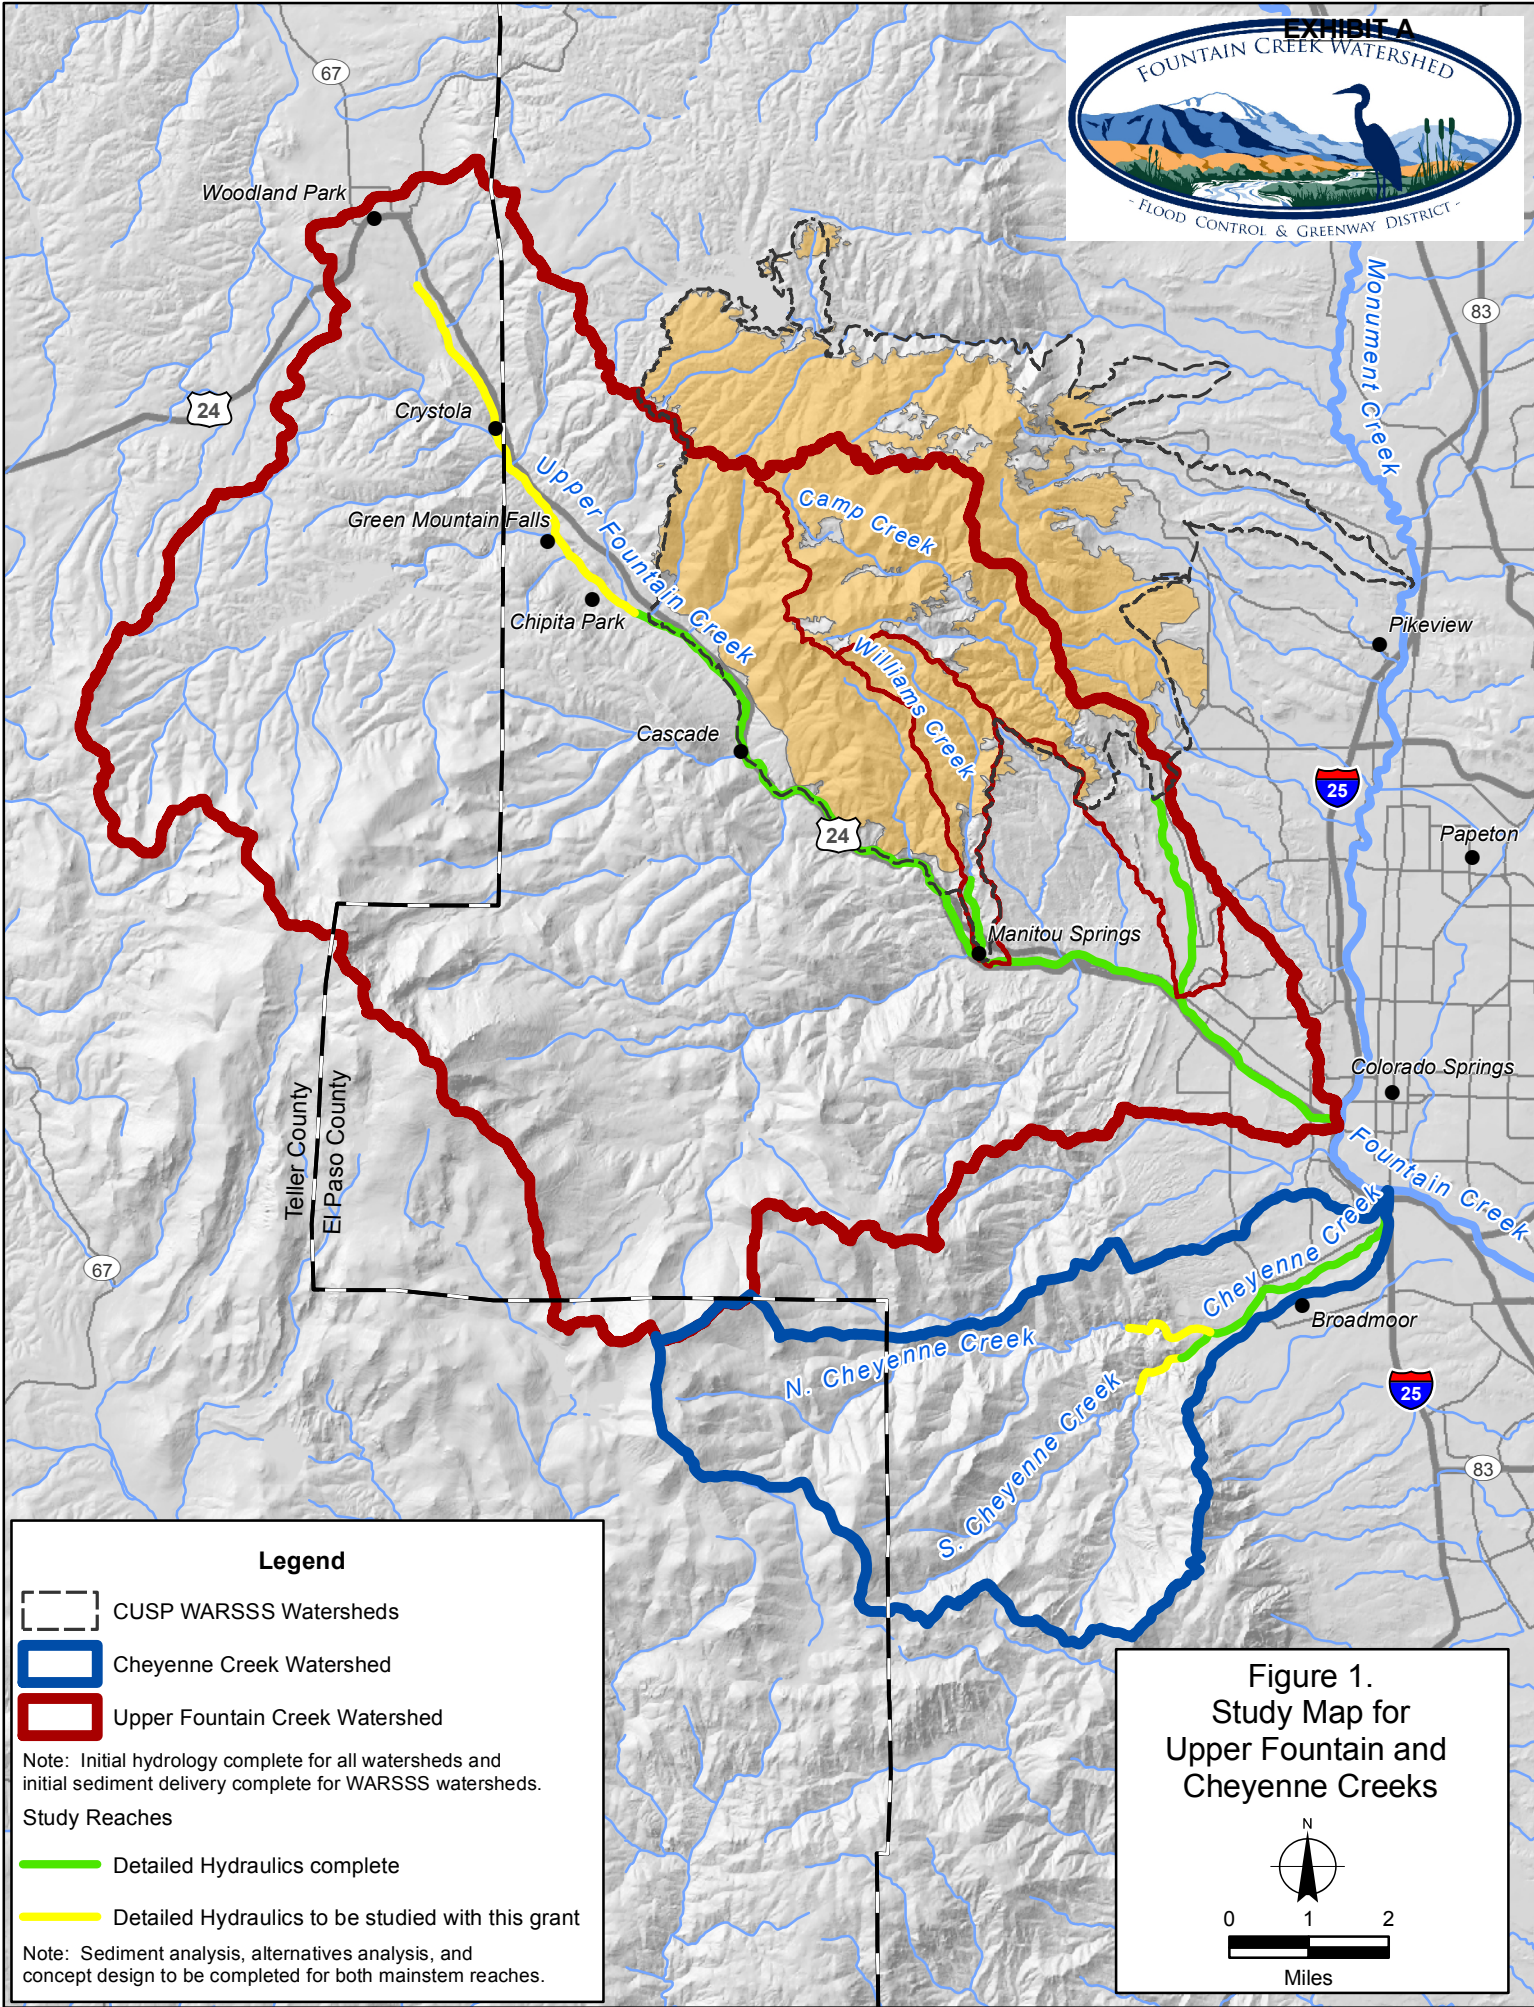 EXHIBIT A
FOUNTAIN CREEK WATERSHED
- FLOOD CONTROL & GREENWAY DISTRICT -
67
Woodland Park
Monument Creek
83
24
Crystola
Upper Fountain Creek
Camp Creek
Green Mountain Falls
Chipita Park
Williams Creek
Pikeview
Cascade
25
24
Papeton
Manitou Springs
Colorado Springs
Teller County
El Paso County
Fountain Creek
Cheyenne Creek
67
Broadmoor
N. Cheyenne Creek
S. Cheyenne Creek
25
83
Legend
CUSP WARSSS Watersheds
Cheyenne Creek Watershed
Upper Fountain Creek Watershed
Note: Initial hydrology complete for all watersheds and
initial sediment delivery complete for WARSSS watersheds.
Study Reaches
Detailed Hydraulics complete
Detailed Hydraulics to be studied with this grant
Note: Sediment analysis, alternatives analysis, and
concept design to be completed for both mainstem reaches.
Figure 1.
Study Map for
Upper Fountain and
Cheyenne Creeks
N
0 1 2
Miles